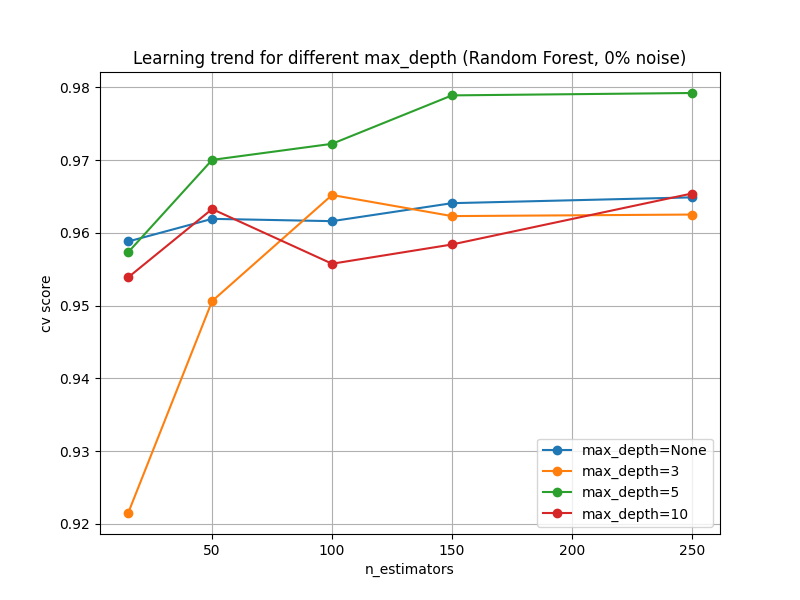 Learning trend for different max_depth (Random Forest, 0% noise)
0.98
0.97
0.96
0.95
0.94
0.93
0.92
cv score
50
100
150
200
250
n_estimators
max_depth=None
max_depth=3
max_depth=5
max_depth=10